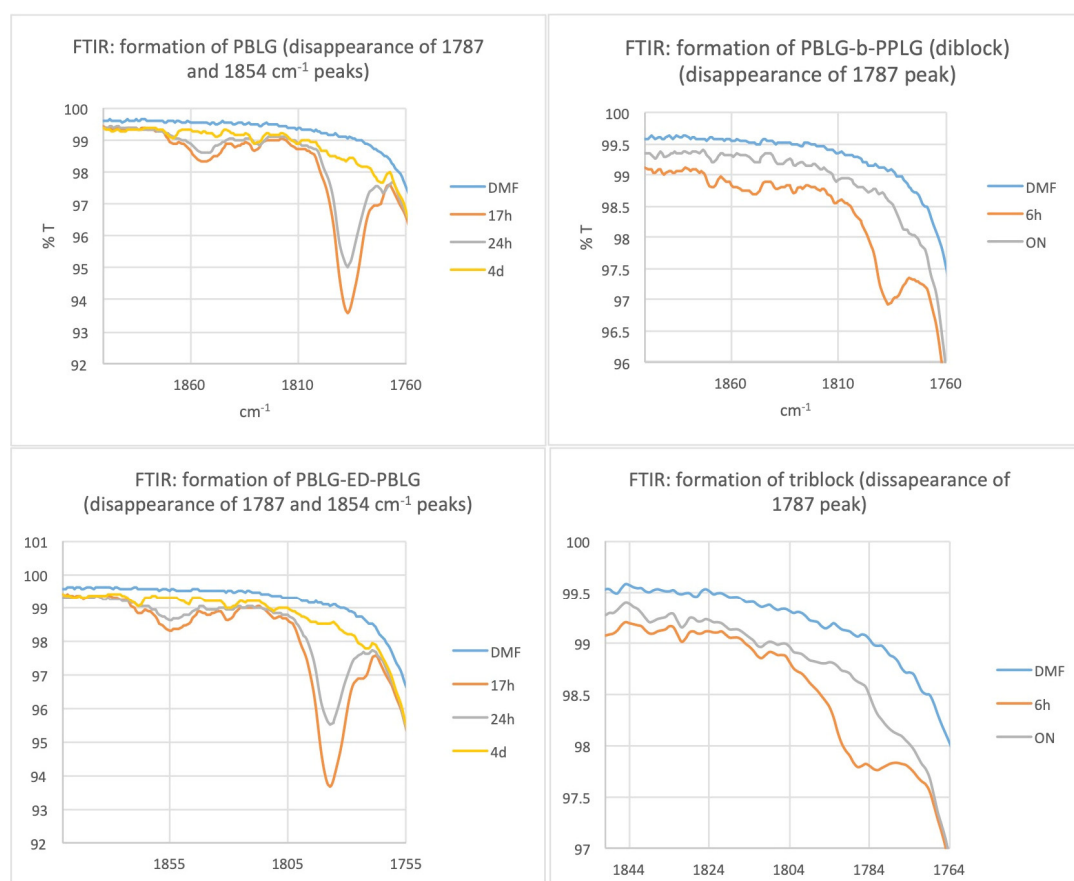 FTIR: formation of PBLG (disappearance of 1787
and 1854 cm⁻¹ peaks)
100
99
98
97
96
95
94
93
92
% T
1860
1810
1760
cm⁻¹
DMF
17h
24h
4d
FTIR: formation of PBLG-b-PPLG (diblock)
(disappearance of 1787 peak)
100
99.5
99
98.5
98
97.5
97
96.5
96
% T
1860
1810
1760
cm⁻¹
DMF
6h
ON
FTIR: formation of PBLG-ED-PBLG
(disappearance of 1787 and 1854 cm⁻¹ peaks)
101
100
99
98
97
96
95
94
93
92
1855
1805
1755
DMF
17h
24h
4d
FTIR: formation of triblock (dissapearance of
1787 peak)
100
99.5
99
98.5
98
97.5
97
1844
1824
1804
1784
1764
DMF
6h
ON